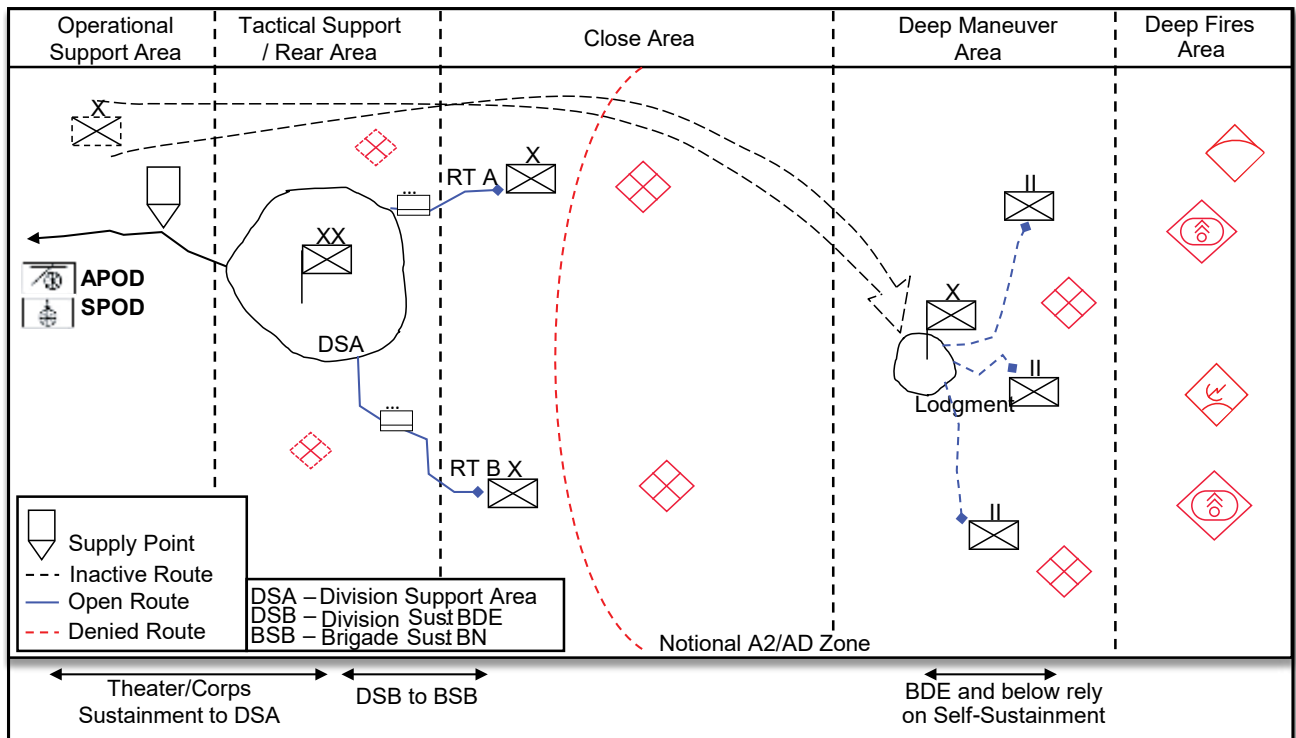 Operational
Support Area
Tactical Support
/ Rear Area
Close Area
Deep Maneuver
Area
Deep Fires
Area
X
RT A
X
II
XX
APOD
SPOD
X
DSA
II
Lodgment
RT B
X
II
Supply Point
Inactive Route
Open Route
Denied Route
DSA – Division Support Area
DSB – Division Sust BDE
BSB – Brigade Sust BN
Notional A2/AD Zone
Theater/Corps
Sustainment to DSA
DSB to BSB
BDE and below rely
on Self-Sustainment